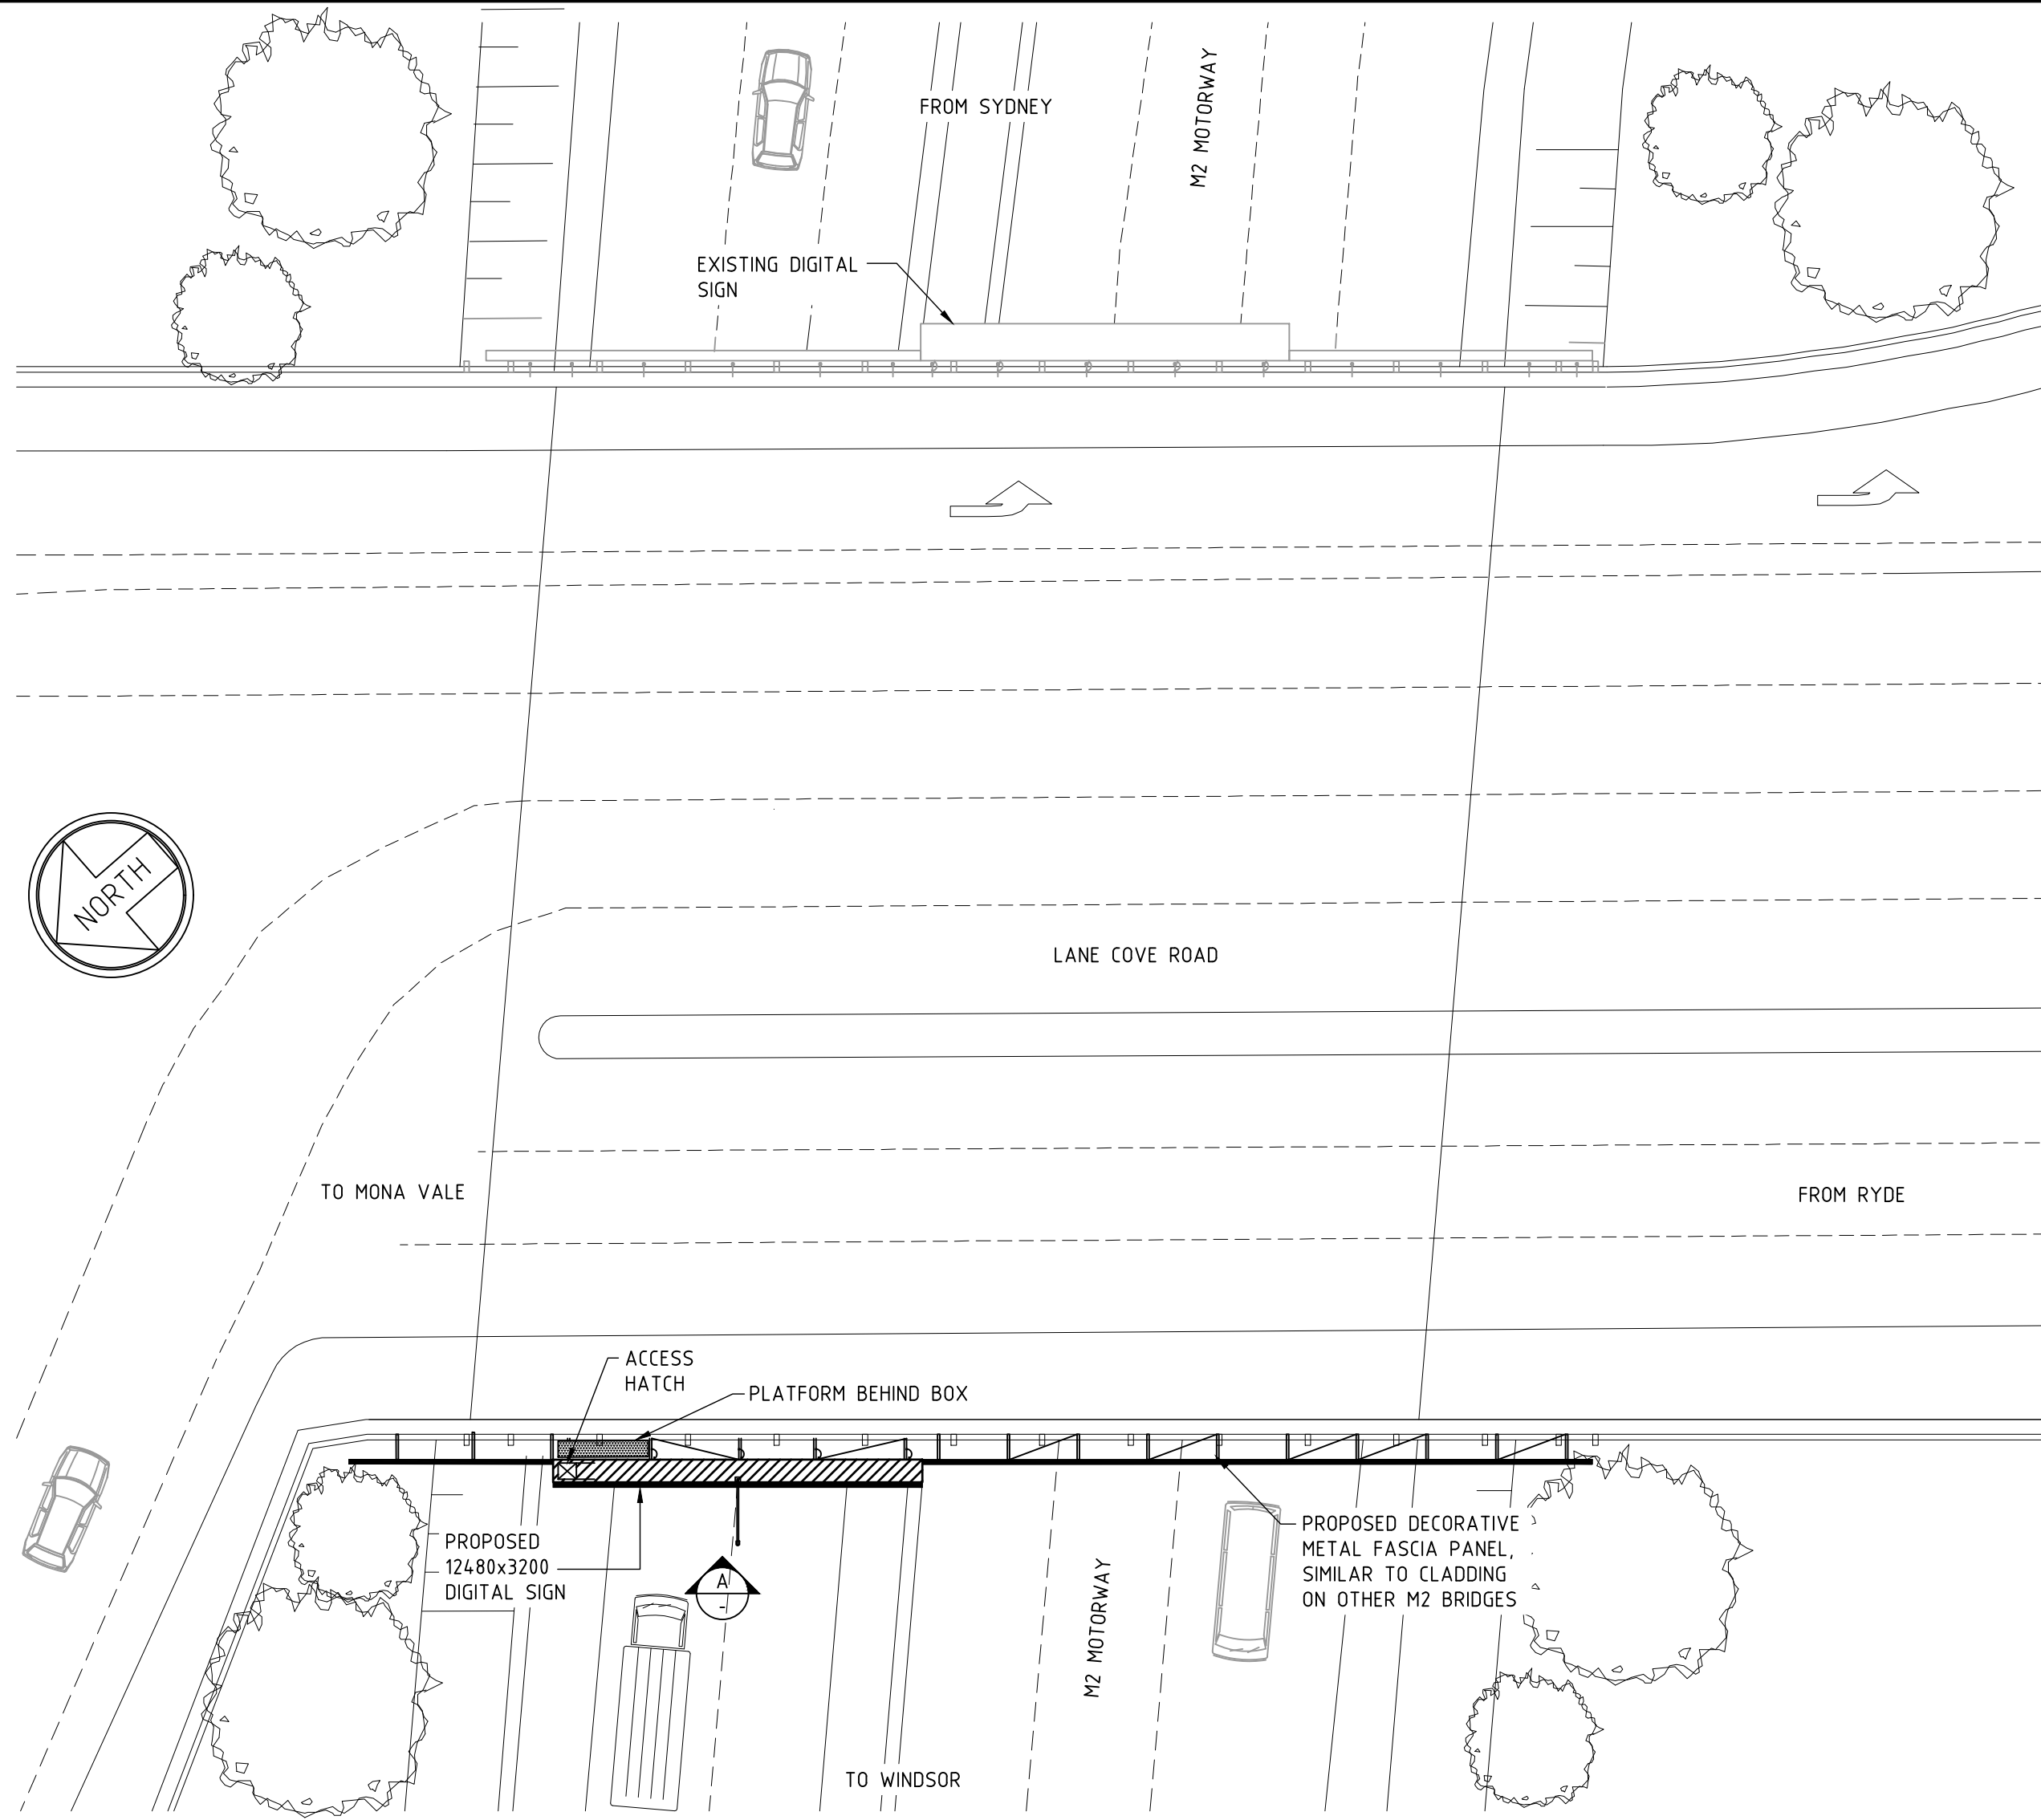 FROM SYDNEY
M2 MOTORWAY
EXISTING DIGITAL
SIGN
NORTH
LANE COVE ROAD
TO MONA VALE
FROM RYDE
ACCESS
HATCH
PLATFORM BEHIND BOX
PROPOSED
12480x3200
DIGITAL SIGN
A
-
PROPOSED DECORATIVE
METAL FASCIA PANEL,
SIMILAR TO CLADDING
ON OTHER M2 BRIDGES
M2 MOTORWAY
TO WINDSOR